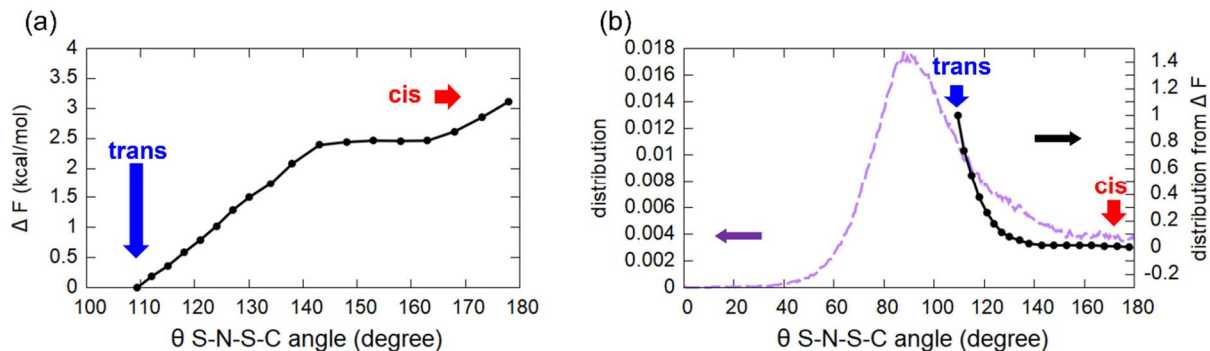 (a)
4
3.5
3
2.5
2
1.5
1
0.5
0
Δ F (kcal/mol)
trans
cis
100 110 120 130 140 150 160 170 180
θ S-N-S-C angle (degree)
(b)
0.018
0.016
0.014
0.012
0.01
0.008
0.006
0.004
0.002
0
distribution
trans
cis
1.4
1.2
1
0.8
0.6
0.4
0.2
0
-0.2
distribution from Δ F
0 20 40 60 80 100 120 140 160 180
θ S-N-S-C angle (degree)